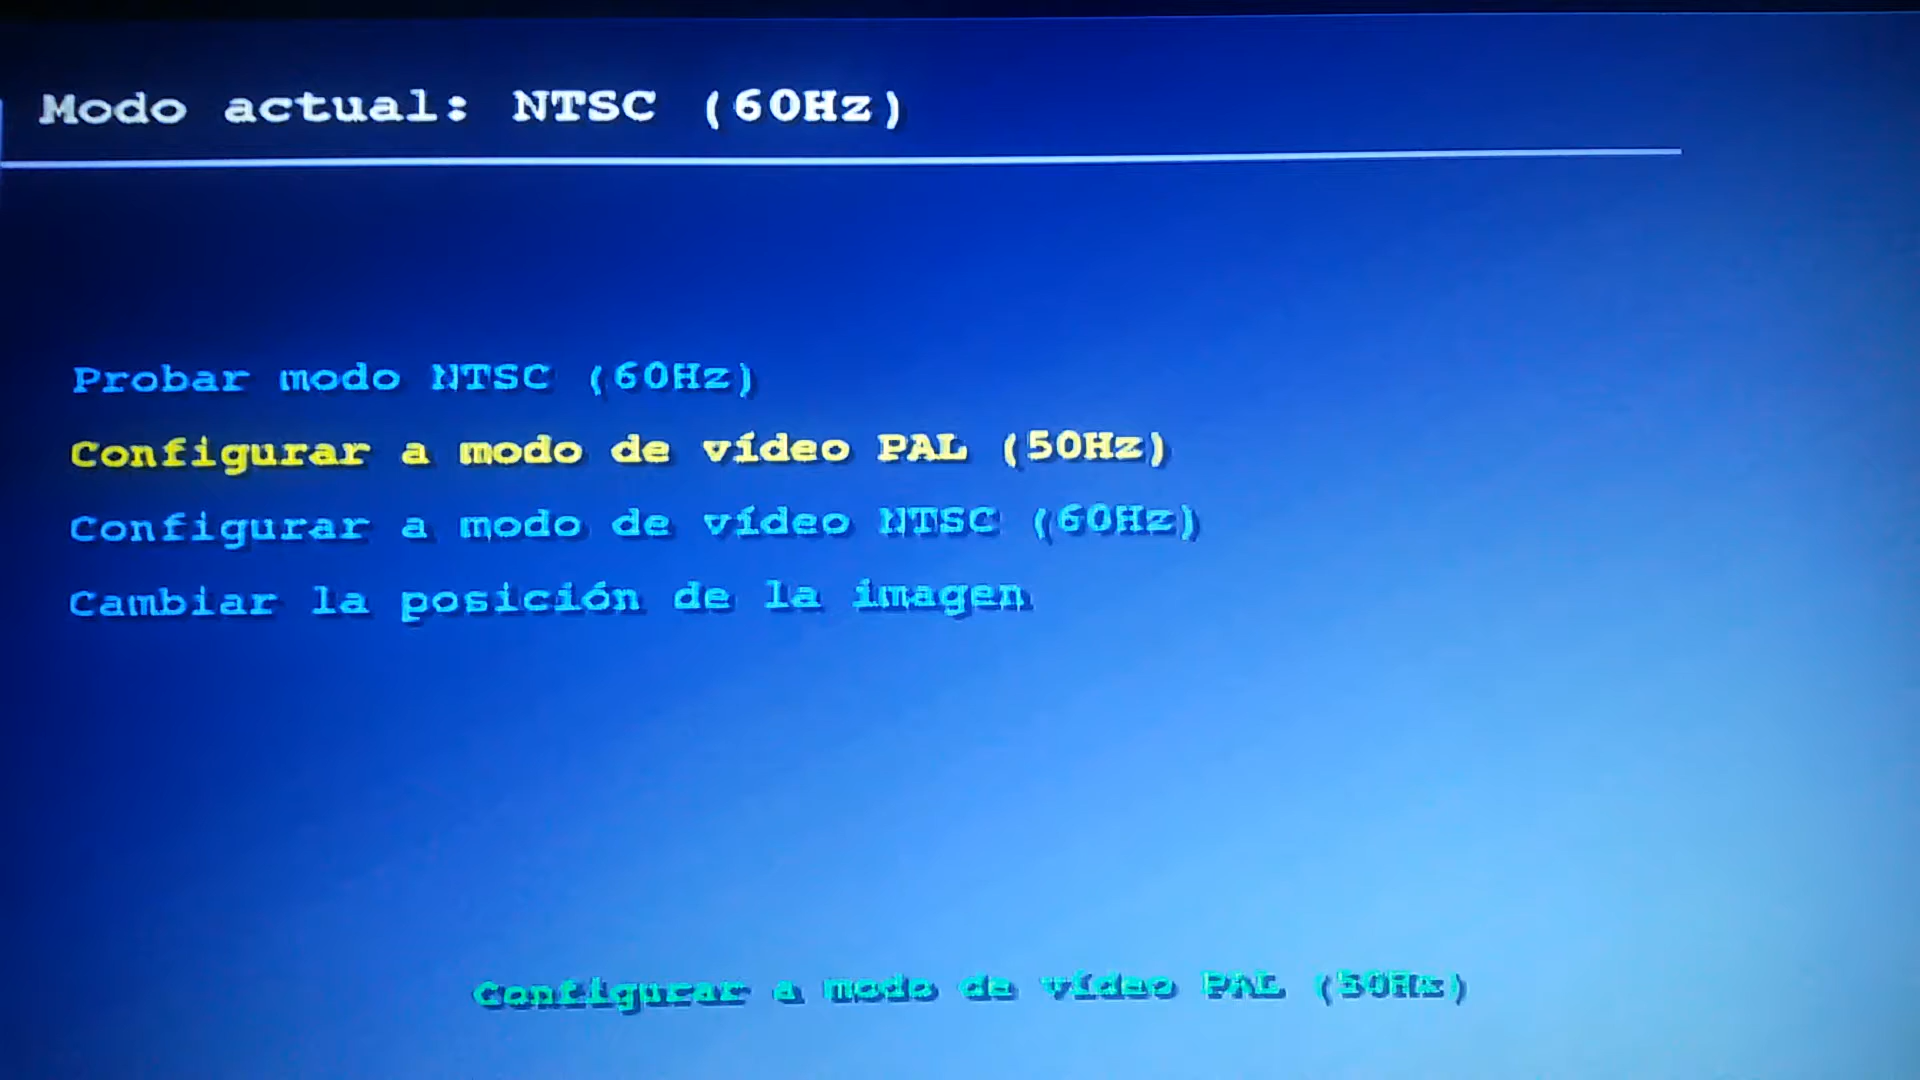 Modo actual: NTSC (60Hz)
Probar modo NTSC (60Hz)
Configurar a modo de vídeo PAL (50Hz)
Configurar a modo de vídeo NTSC (60Hz)
Cambiar la posición de la imagen
Configurar a modo de vídeo PAL (50Hz)